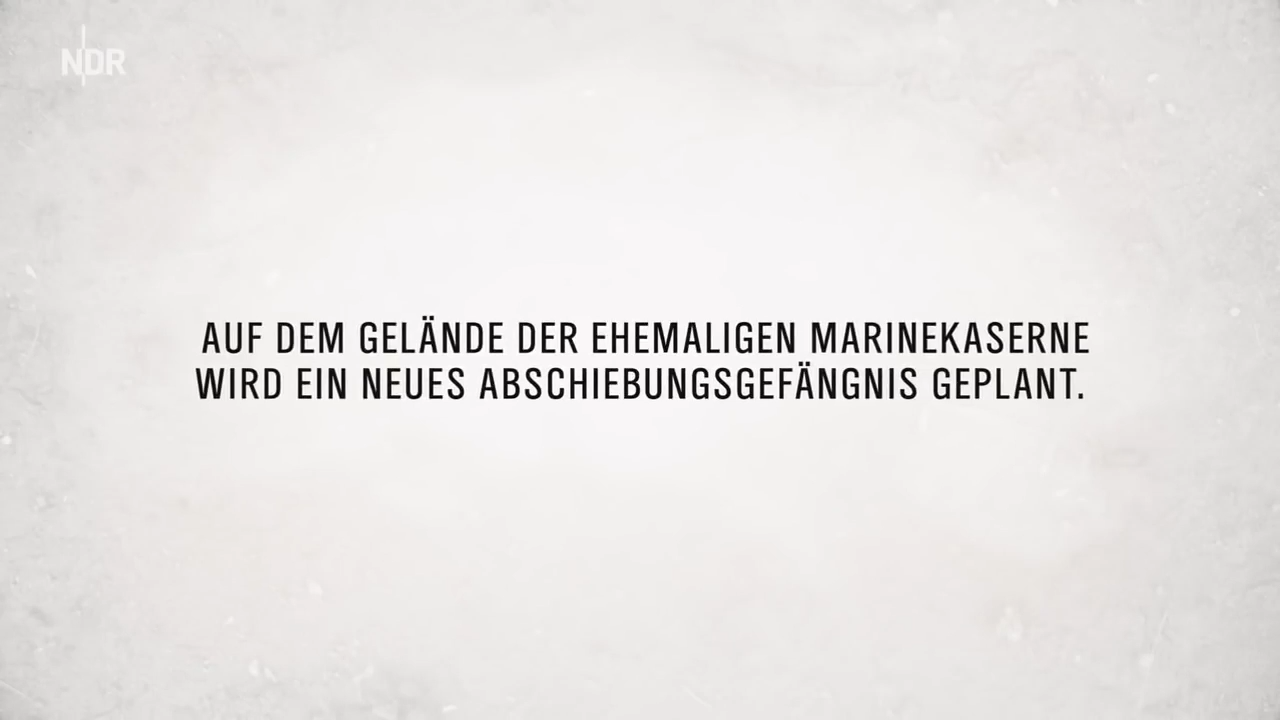 NDR
AUF DEM GELÄNDE DER EHEMALIGEN MARINEKASERNE
WIRD EIN NEUES ABSCHIEBUNGSGEFÄNGNIS GEPLANT.